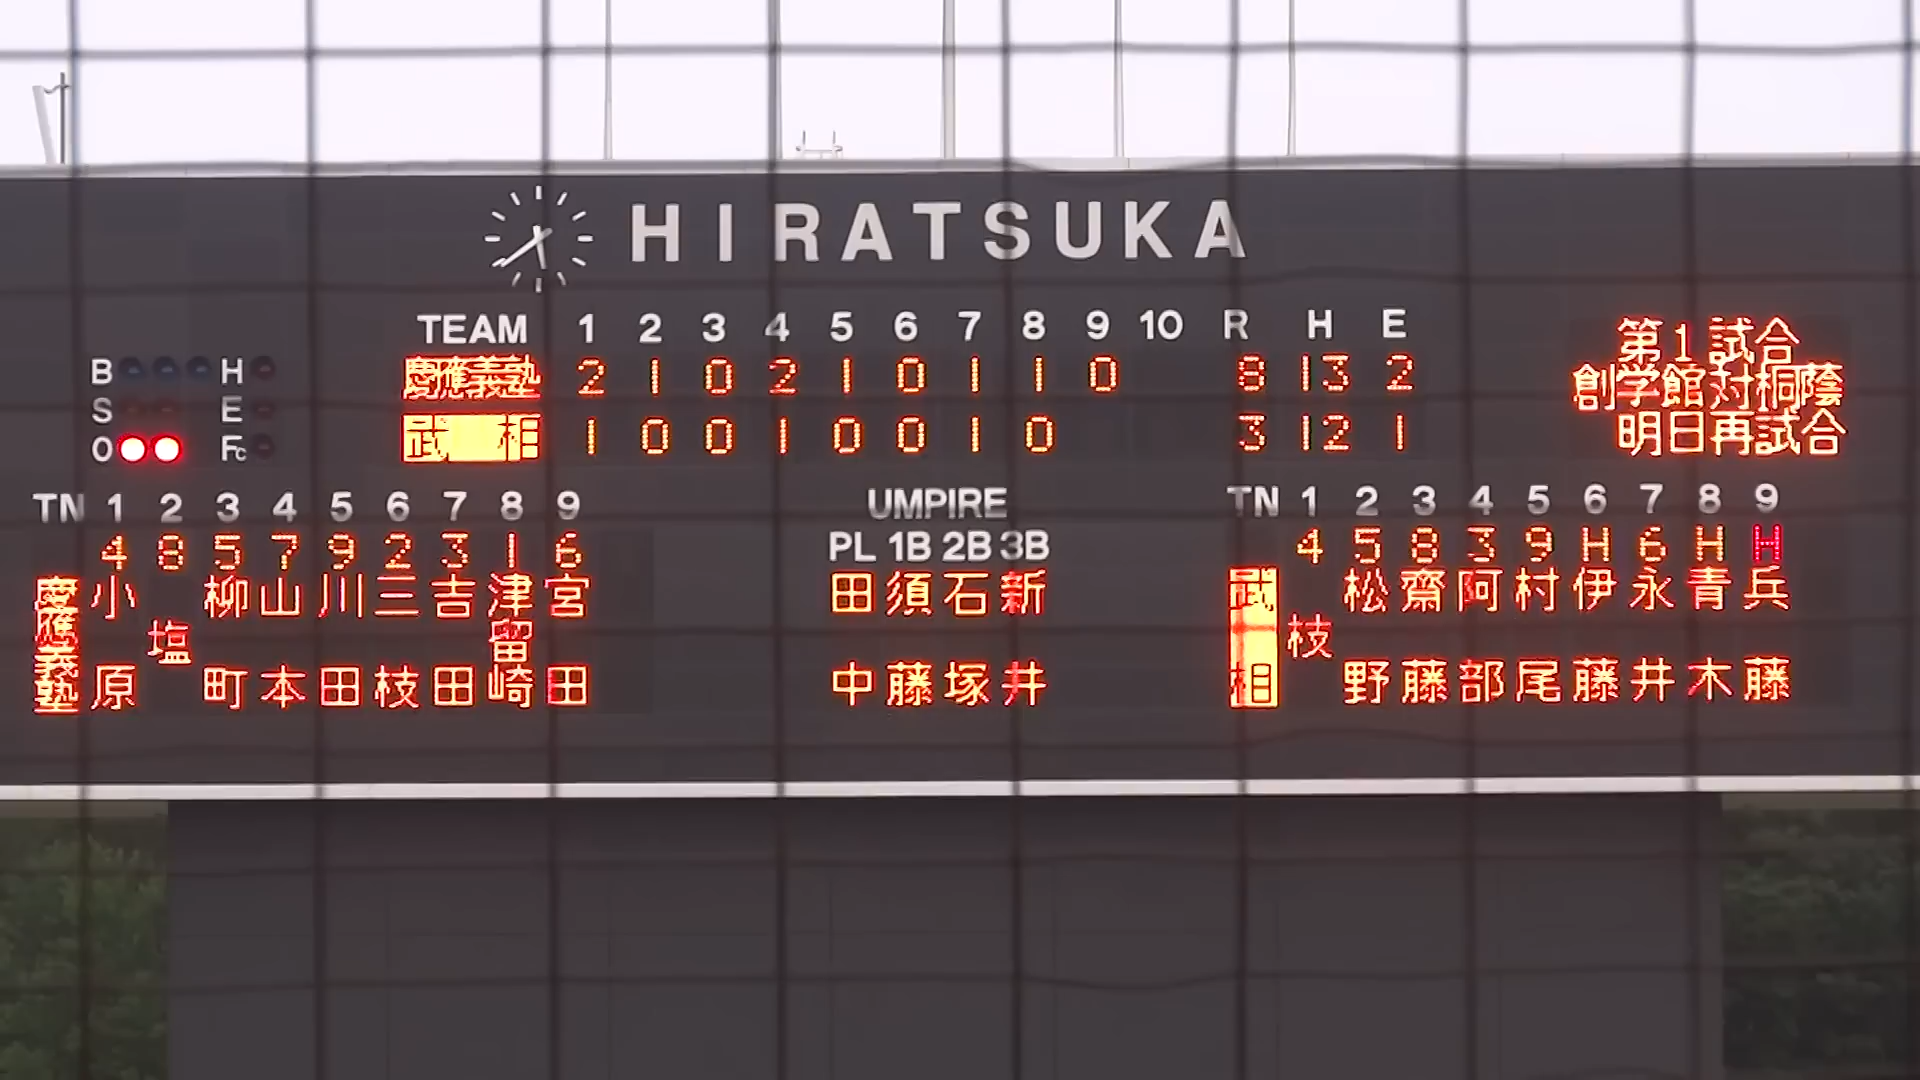 HIRATSUKA
TEAM 1 2 3 4 5 6 7 8 9 10 R H E
慶應義塾 2 1 0 2 1 0 1 1 0 8 13 2
武相 1 0 0 1 0 0 1 0 3 12 1
B H
S E
O Fc
第1試合
創学館対桐蔭
明日再試合
TN 1 2 3 4 5 6 7 8 9
4 8 5 7 9 2 3 1 6
慶應義塾 小原 塩 柳町 山本 川田 三枝 吉田 津留崎 宮田
UMPIRE
PL 1B 2B 3B
田中 須藤 石塚 新井
TN 1 2 3 4 5 6 7 8 9
4 5 8 3 9 H 6 H H
武相 枝 松野 齋藤 阿部 村尾 伊藤 永井 青木 兵藤